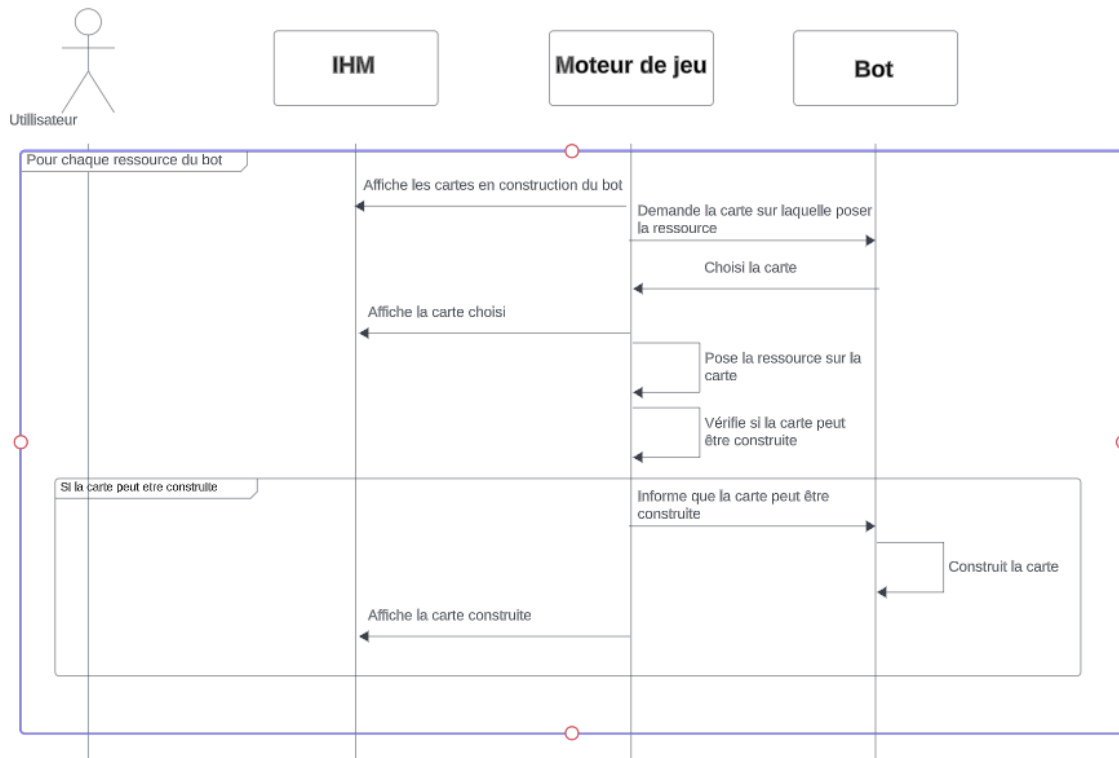 IHM
Moteur de jeu
Bot
Utillisateur
Pour chaque ressource du bot
Affiche les cartes en construction du bot
Demande la carte sur laquelle poser
la ressource
Choisi la carte
Affiche la carte choisi
Pose la ressource sur la
carte
Vérifie si la carte peut
être construite
Si la carte peut etre construite
Informe que la carte peut être
construite
Construit la carte
Affiche la carte construite